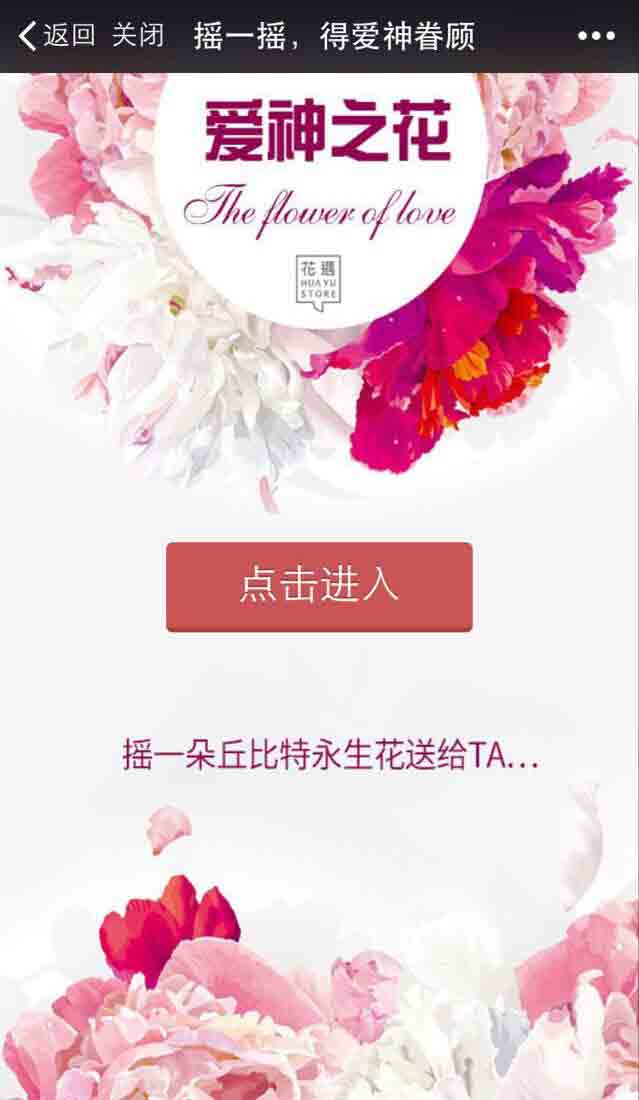 返回 关闭 摇一摇，得爱神眷顾
爱神之花
The flower of love
花遇
HUAYU
STORE
点击进入
摇一朵丘比特永生花送给TA...